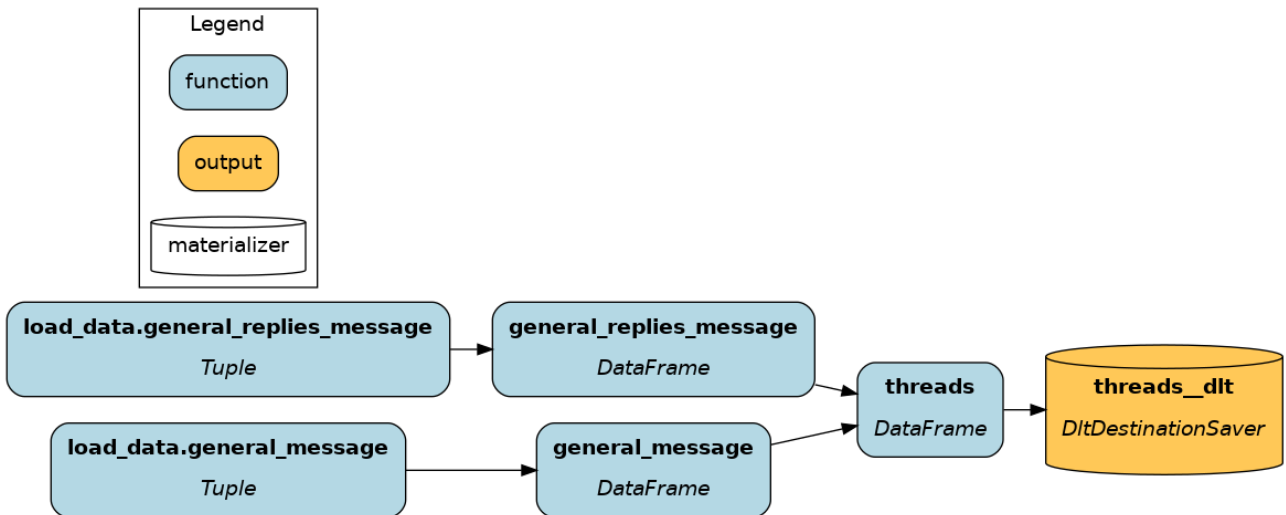 Legend
function
output
materializer
load_data.general_replies_message
Tuple
general_replies_message
DataFrame
load_data.general_message
Tuple
general_message
DataFrame
threads
DataFrame
threads__dlt
DltDestinationSaver